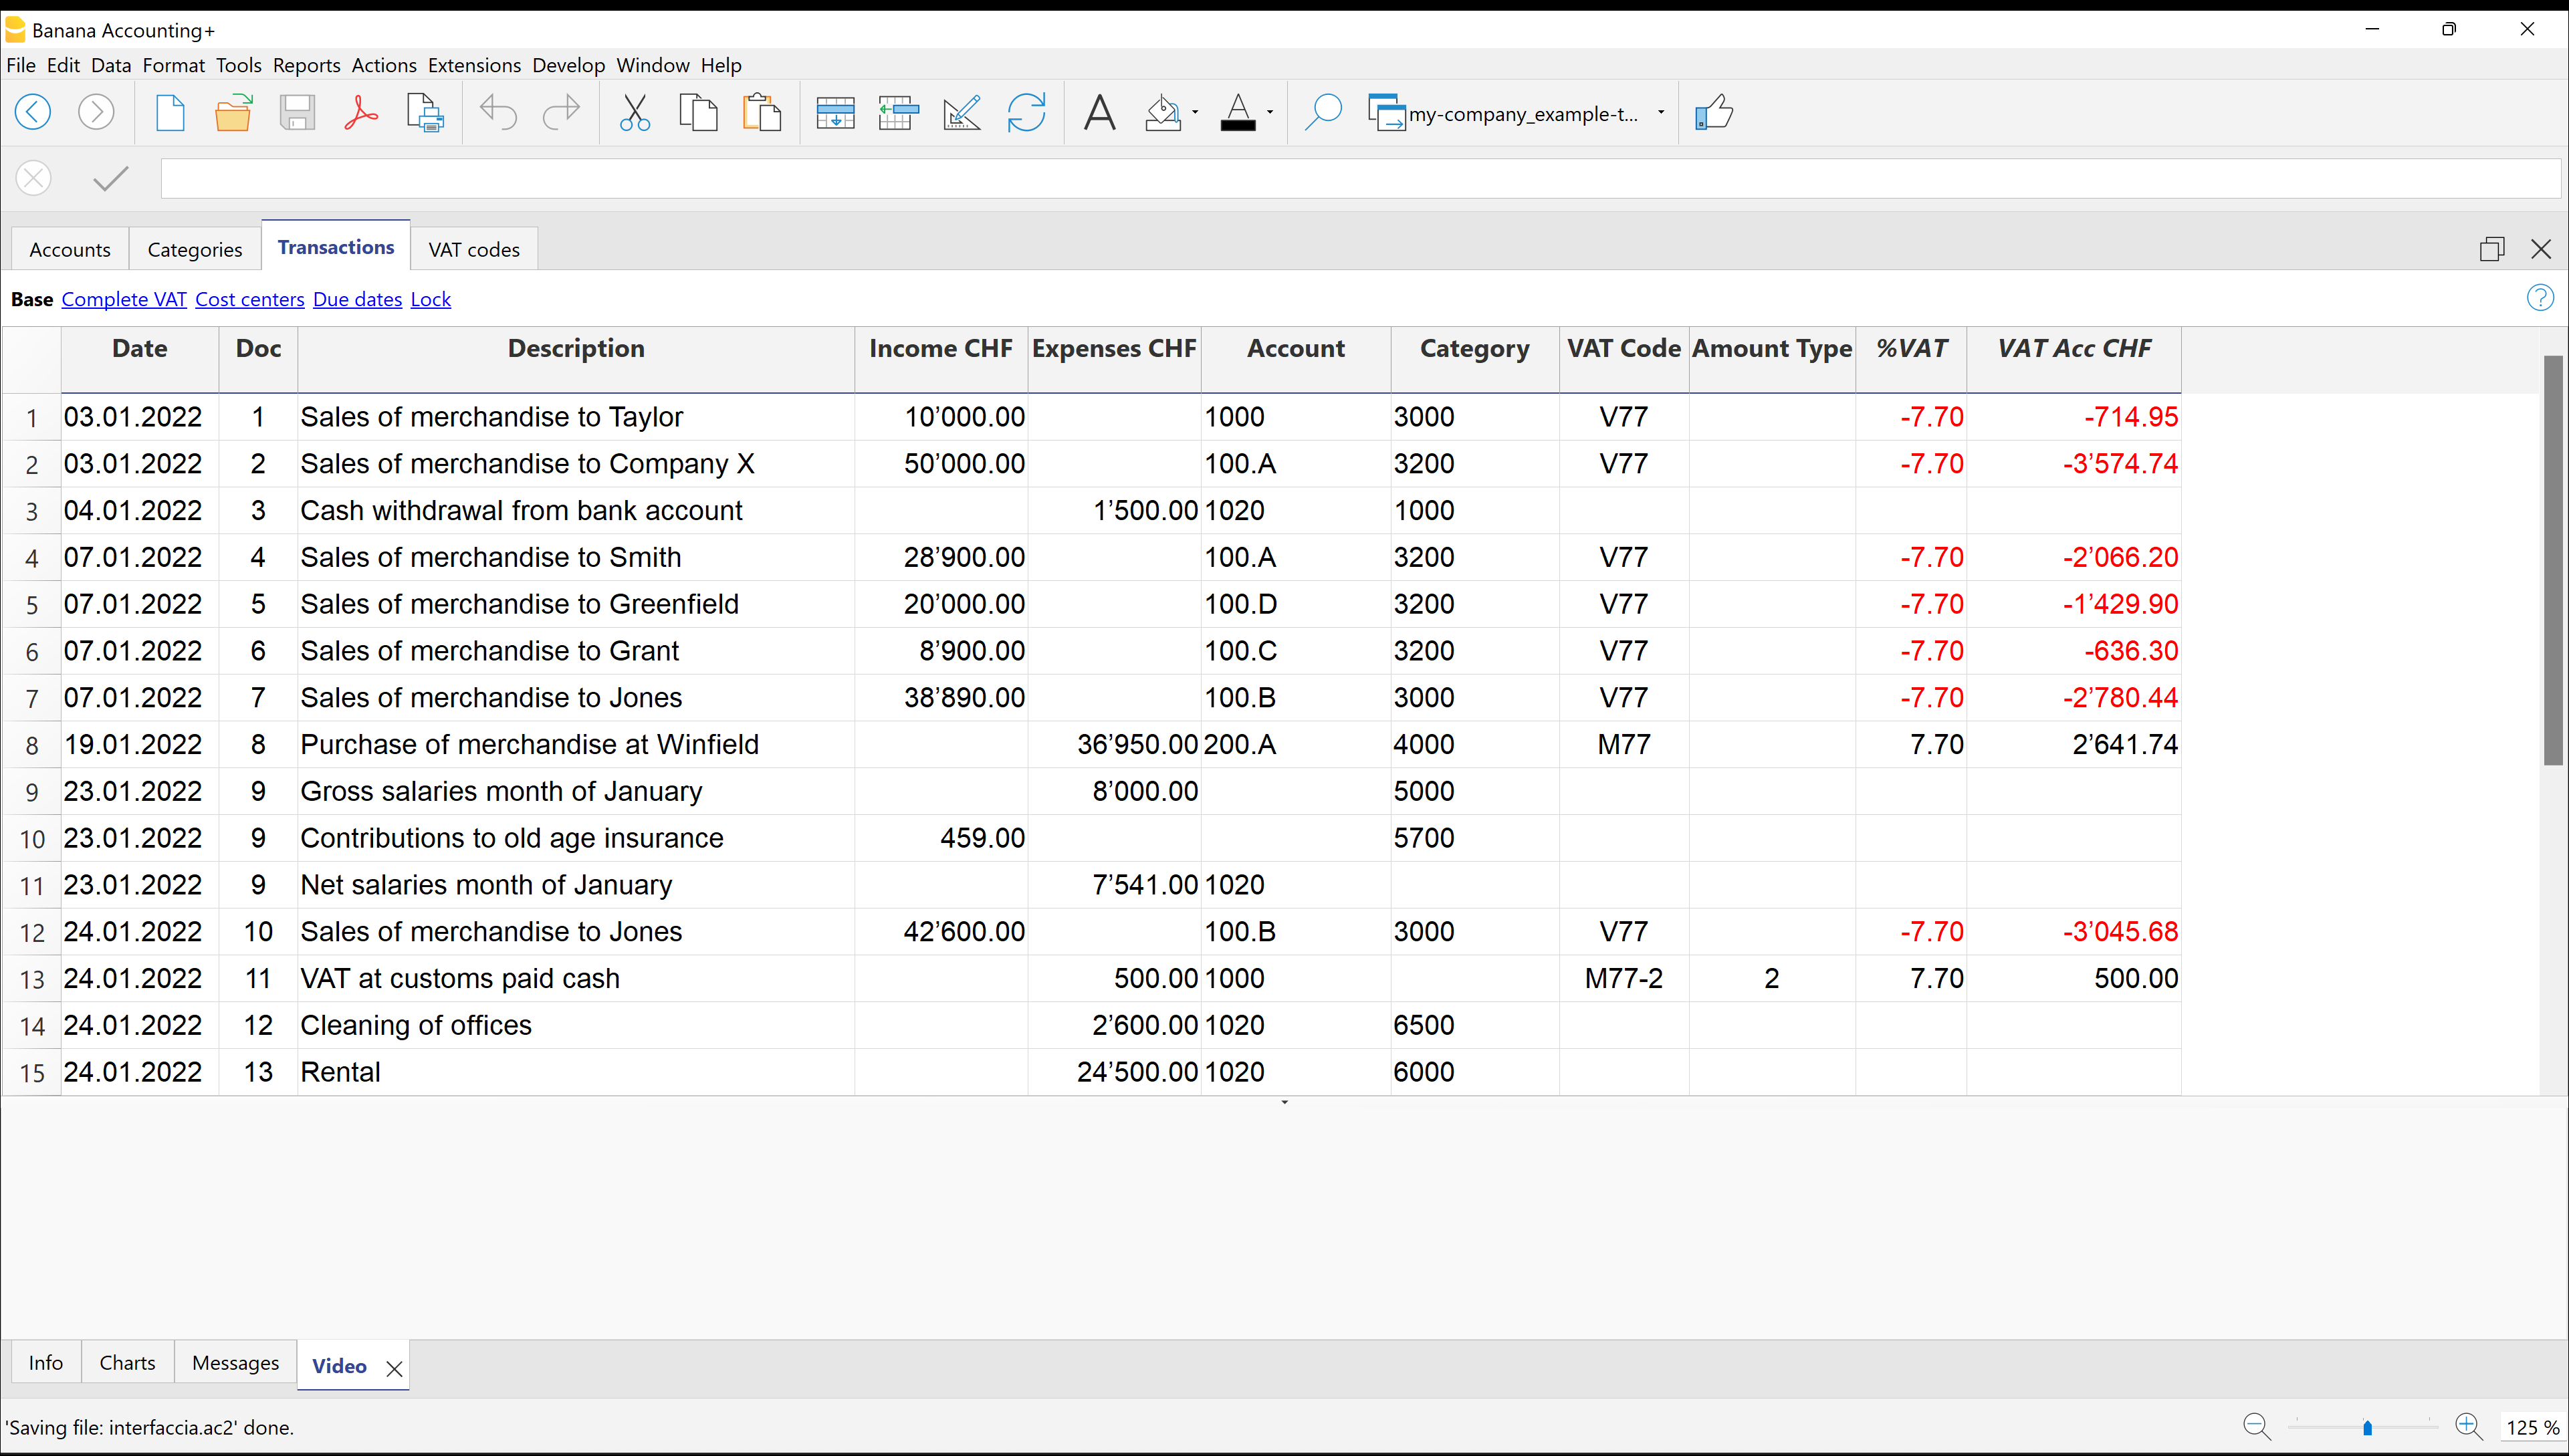 Banana Accounting+
File Edit Data Format Tools Reports Actions Extensions Develop Window Help
my-company_example-t...
Accounts Categories Transactions VAT codes
Base Complete VAT Cost centers Due dates Lock
Date Doc Description Income CHF Expenses CHF Account Category VAT Code Amount Type %VAT VAT Acc CHF
1 03.01.2022 1 Sales of merchandise to Taylor 10’000.00 1000 3000 V77 -7.70 -714.95
2 03.01.2022 2 Sales of merchandise to Company X 50’000.00 100.A 3200 V77 -7.70 -3’574.74
3 04.01.2022 3 Cash withdrawal from bank account 1’500.00 1020 1000
4 07.01.2022 4 Sales of merchandise to Smith 28’900.00 100.A 3200 V77 -7.70 -2’066.20
5 07.01.2022 5 Sales of merchandise to Greenfield 20’000.00 100.D 3200 V77 -7.70 -1’429.90
6 07.01.2022 6 Sales of merchandise to Grant 8’900.00 100.C 3200 V77 -7.70 -636.30
7 07.01.2022 7 Sales of merchandise to Jones 38’890.00 100.B 3000 V77 -7.70 -2’780.44
8 19.01.2022 8 Purchase of merchandise at Winfield 36’950.00 200.A 4000 M77 7.70 2’641.74
9 23.01.2022 9 Gross salaries month of January 8’000.00 5000
10 23.01.2022 9 Contributions to old age insurance 459.00 5700
11 23.01.2022 9 Net salaries month of January 7’541.00 1020
12 24.01.2022 10 Sales of merchandise to Jones 42’600.00 100.B 3000 V77 -7.70 -3’045.68
13 24.01.2022 11 VAT at customs paid cash 500.00 1000 M77-2 2 7.70 500.00
14 24.01.2022 12 Cleaning of offices 2’600.00 1020 6500
15 24.01.2022 13 Rental 24’500.00 1020 6000
Info Charts Messages Video
'Saving file: interfaccia.ac2' done.
125 %